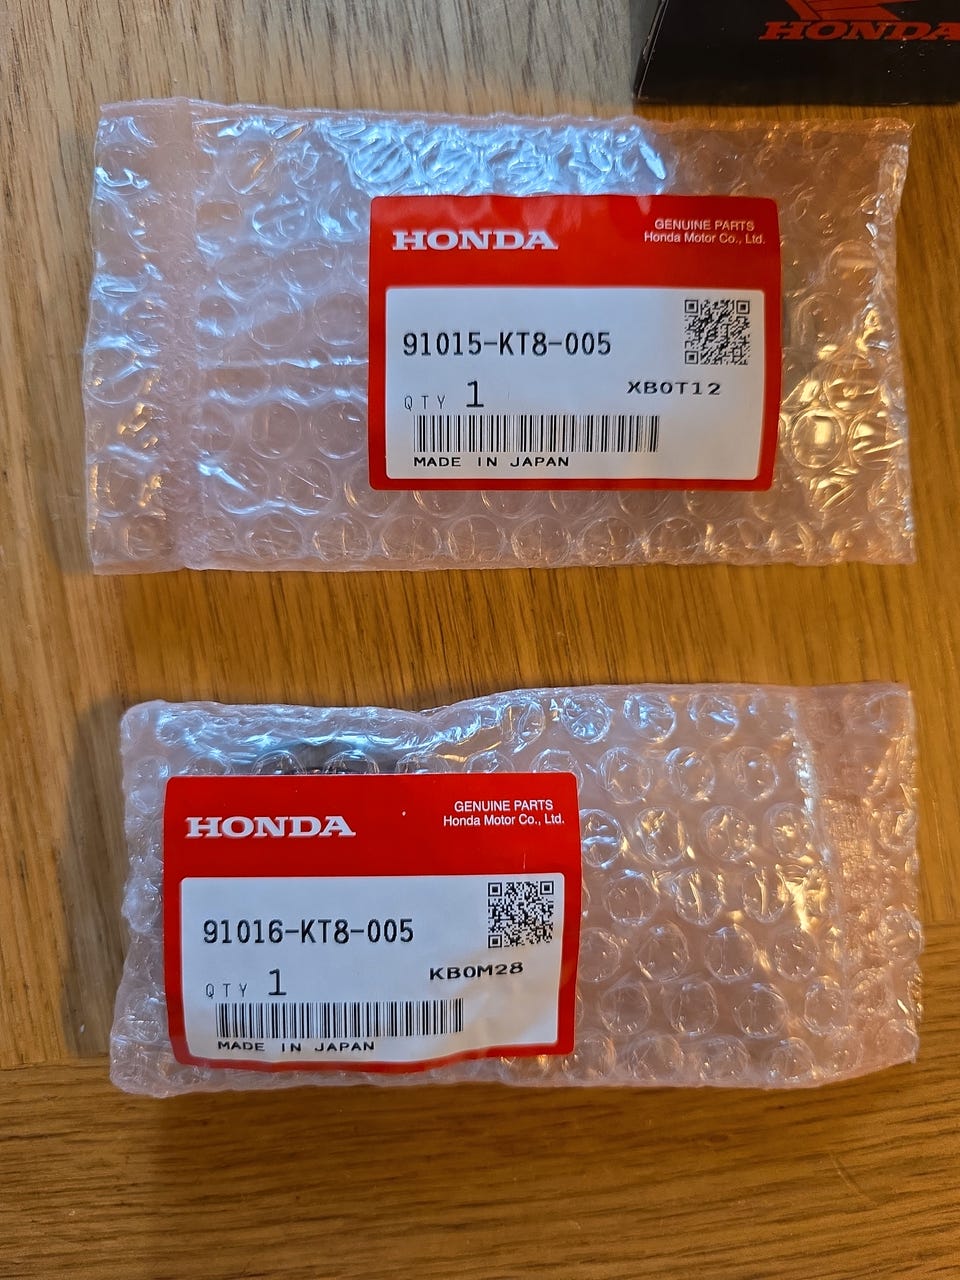 HONDA
HONDA
GENUINE PARTS
Honda Motor Co., Ltd.
91015-KT8-005
XB0T12
QTY 1
MADE IN JAPAN
HONDA
GENUINE PARTS
Honda Motor Co., Ltd.
91016-KT8-005
KB0M28
QTY 1
MADE IN JAPAN